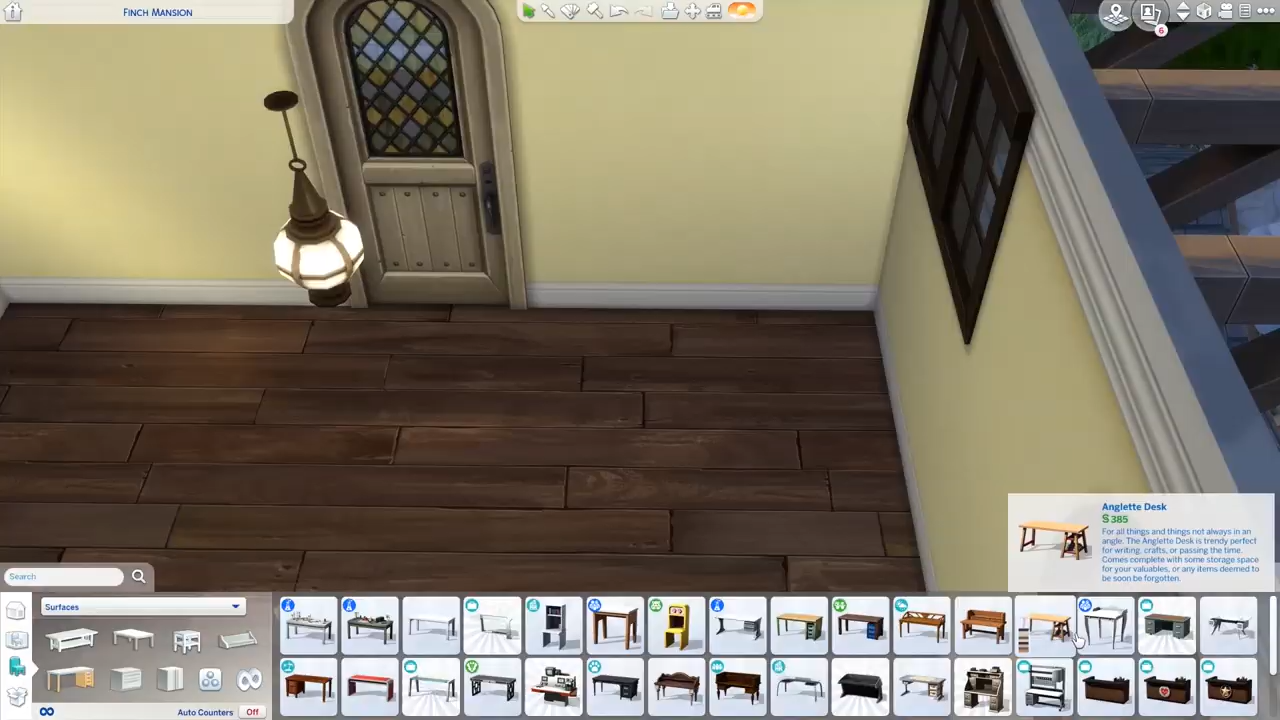 FINCH MANSION
6
Anglette Desk
§385
For all things and things not always in an
angle. The Anglette Desk is trendy perfect
for writing, crafts, or passing the time.
Comes complete with some storage space
for your valuables, or any items deemed to
be soon be forgotten.
Search
Surfaces
Auto Counters
Off